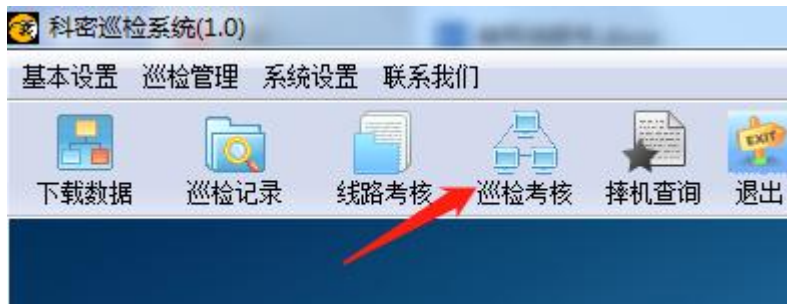 科密巡检系统(1.0)
基本设置 巡检管理 系统设置 联系我们
下载数据 巡检记录 线路考核 巡检考核 摔机查询 退出
EXIT